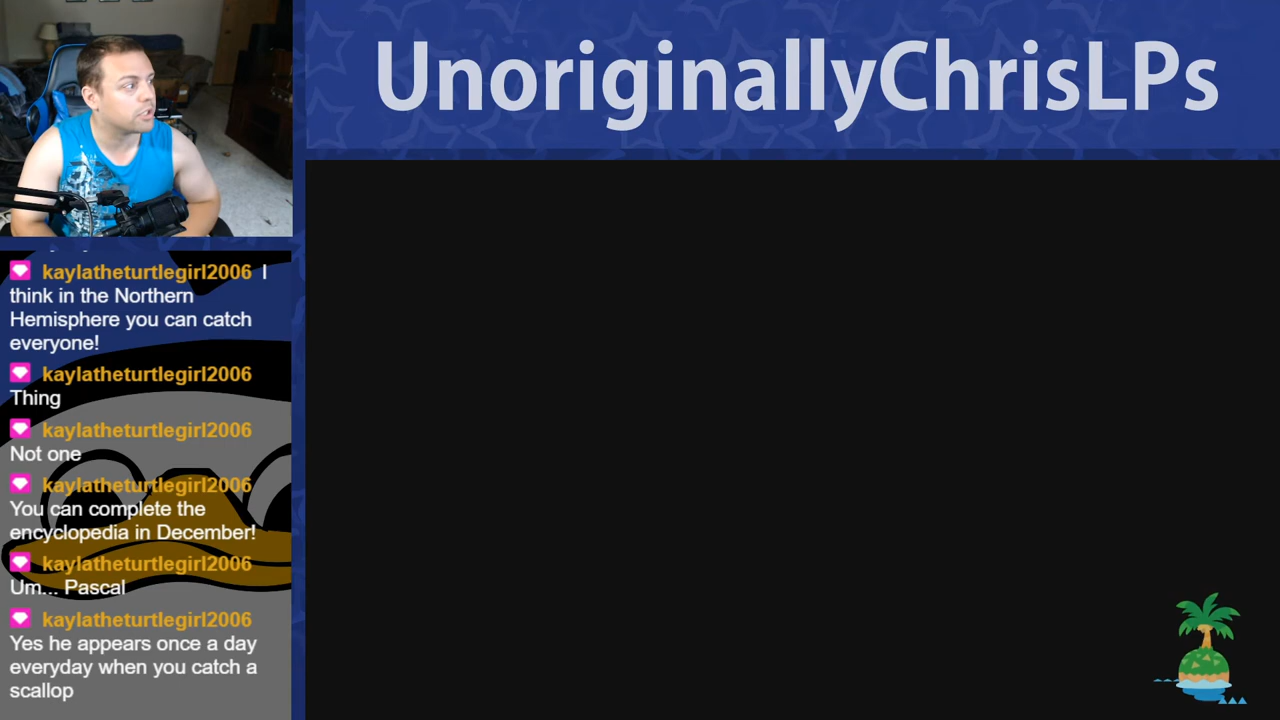 UnoriginallyChrisLPs
kaylatheturtlegirl2006 I
think in the Northern
Hemisphere you can catch
everyone!
kaylatheturtlegirl2006
Thing
kaylatheturtlegirl2006
Not one
kaylatheturtlegirl2006
You can complete the
encyclopedia in December!
kaylatheturtlegirl2006
Um... Pascal
kaylatheturtlegirl2006
Yes he appears once a day
everyday when you catch a
scallop